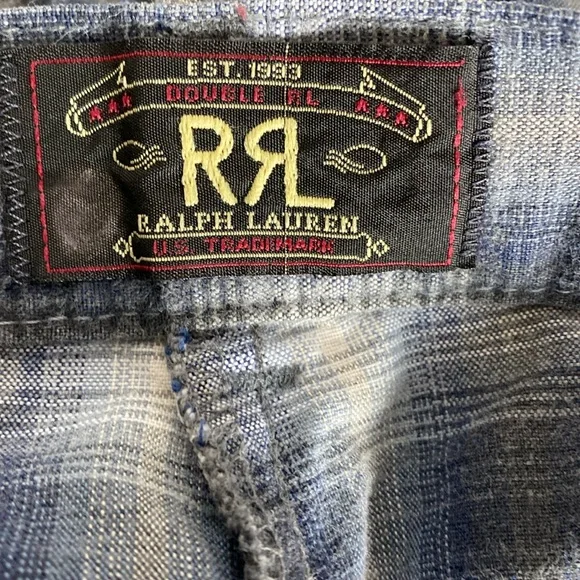 EST. 1993
DOUBLE RL
RRL
RALPH LAUREN
U.S. TRADEMARK